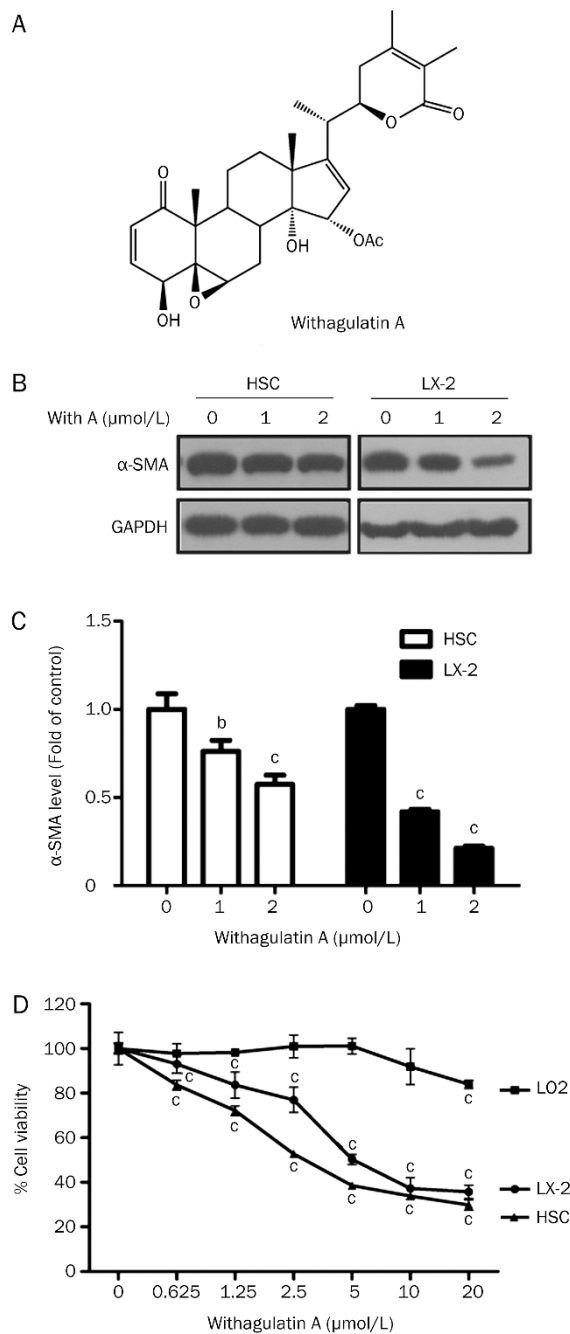 A
O
O
O
OH
OAc
O
OH
Withagulatin A
B
HSC LX-2
With A (μmol/L) 0 1 2 0 1 2
α-SMA
GAPDH
C
α-SMA level (Fold of control)
1.5
1.0
0.5
0
HSC
LX-2
b
c
c
c
0 1 2 0 1 2
Withagulatin A (μmol/L)
D
% Cell viability
120
100
80
60
40
20
0
c c c c c c
c c c c c c
c
LO2
LX-2
HSC
0 0.625 1.25 2.5 5 10 20
Withagulatin A (μmol/L)